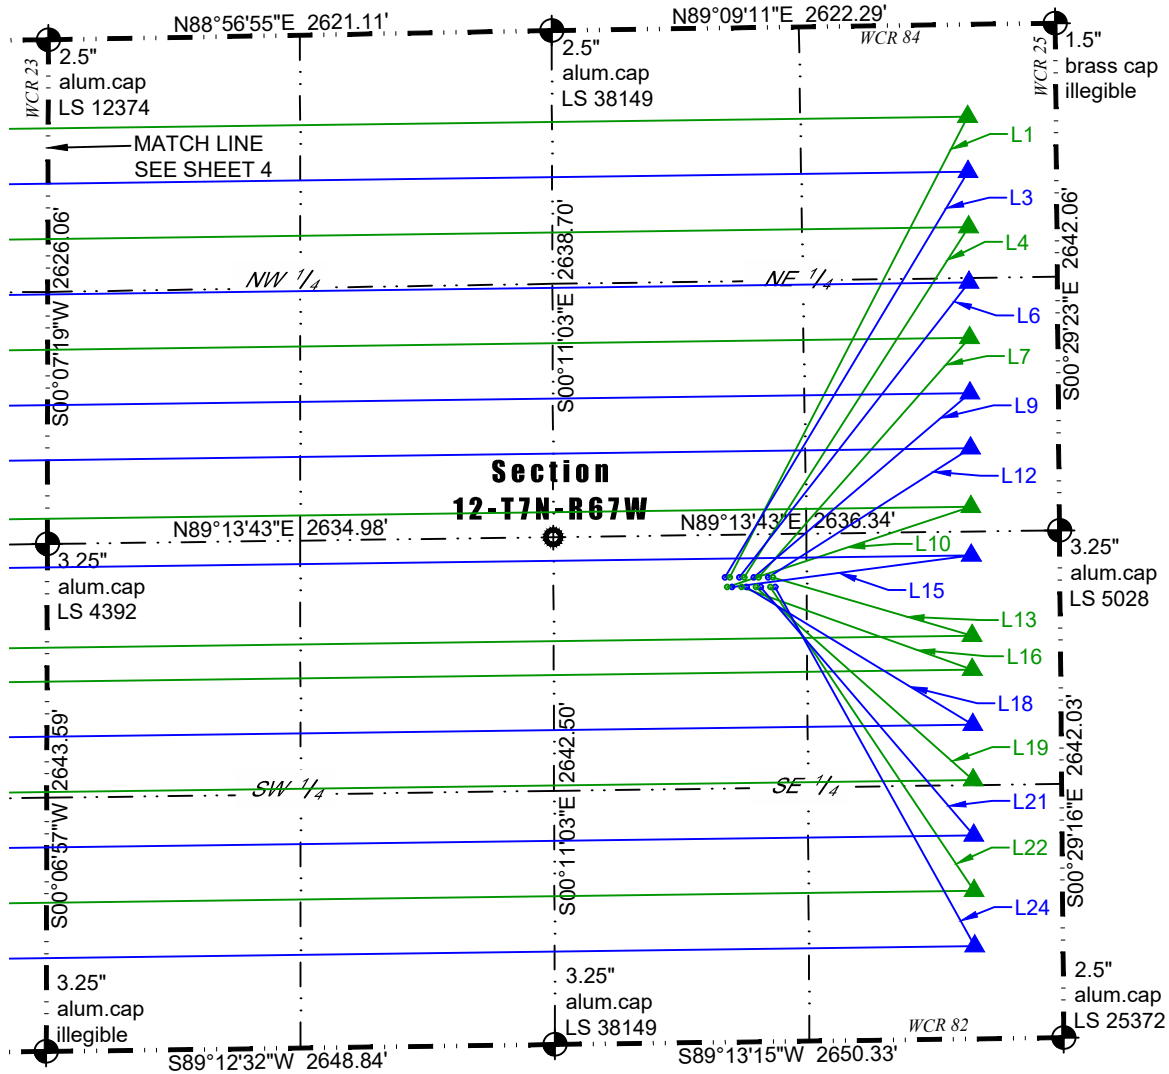 N88°56'55"E 2621.11'
N89°09'11"E 2622.29'
WCR 84
WCR 23
2.5"
alum.cap
LS 12374
2.5"
alum.cap
LS 38149
WCR 25
1.5"
brass cap
illegible
MATCH LINE
SEE SHEET 4
L1
L3
L4
L6
L7
L9
L12
L10
L15
L13
L16
L18
L19
L21
L22
L24
S00°07'19"W 2626.06'
S00°11'03"E 2638.70'
S00°29'23"E 2642.06'
NW 1/4
NE 1/4
Section
12-T7N-R67W
N89°13'43"E 2634.98'
N89°13'43"E 2636.34'
3.25"
alum.cap
LS 4392
3.25"
alum.cap
LS 5028
S00°06'57"W 2643.59'
S00°11'03"E 2642.50'
S00°29'16"E 2642.03'
SW 1/4
SE 1/4
3.25"
alum.cap
illegible
3.25"
alum.cap
LS 38149
2.5"
alum.cap
LS 25372
WCR 82
S89°12'32"W 2648.84'
S89°13'15"W 2650.33'